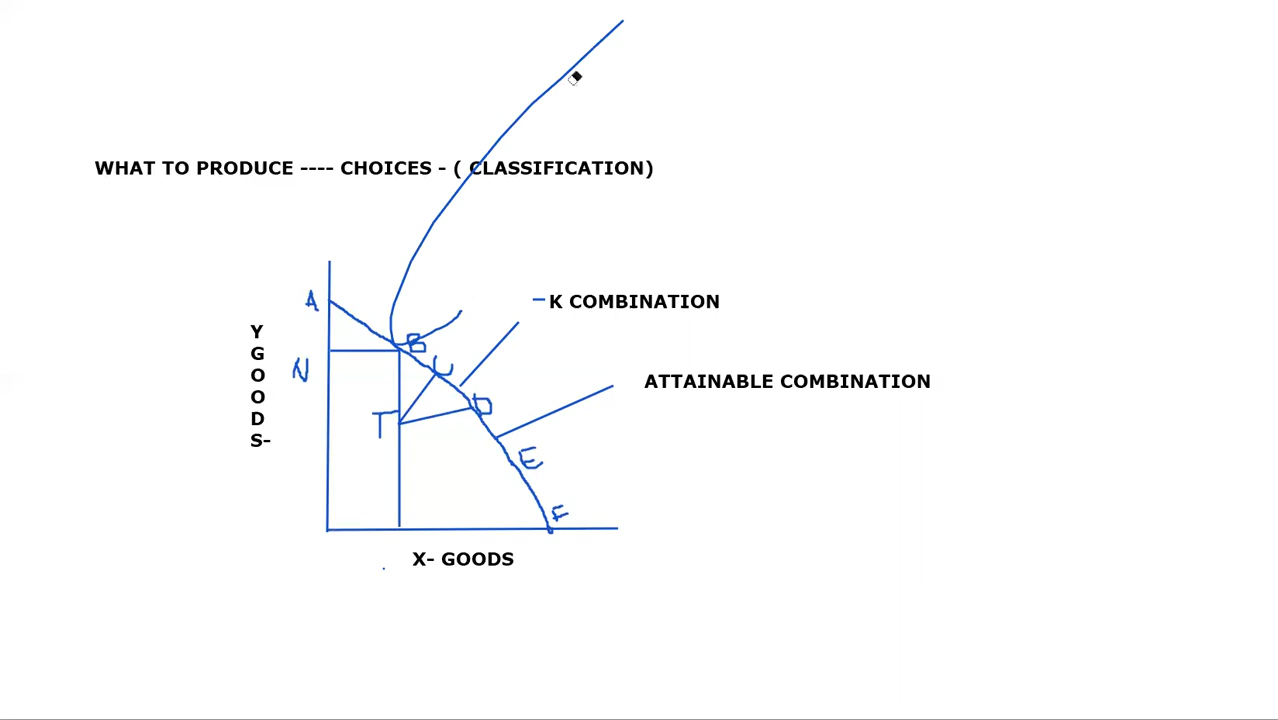 WHAT TO PRODUCE ---- CHOICES - ( CLASSIFICATION)
A
– K COMBINATION
B
Y
G
O
O
D
S-
N
C
ATTAINABLE COMBINATION
D
T
E
F
X- GOODS